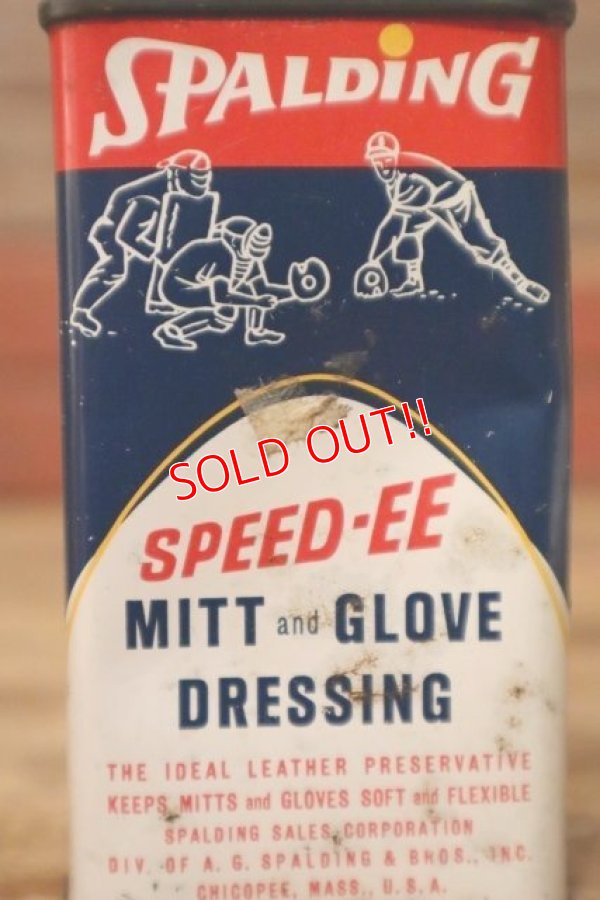 SPALDING
SOLD OUT!!
SPEED-EE
MITT and GLOVE
DRESSING
THE IDEAL LEATHER PRESERVATIVE
KEEPS MITTS and GLOVES SOFT and FLEXIBLE
SPALDING SALES CORPORATION
DIV. OF A. G. SPALDING & BROS., INC.
CHICOPEE, MASS., U.S.A.